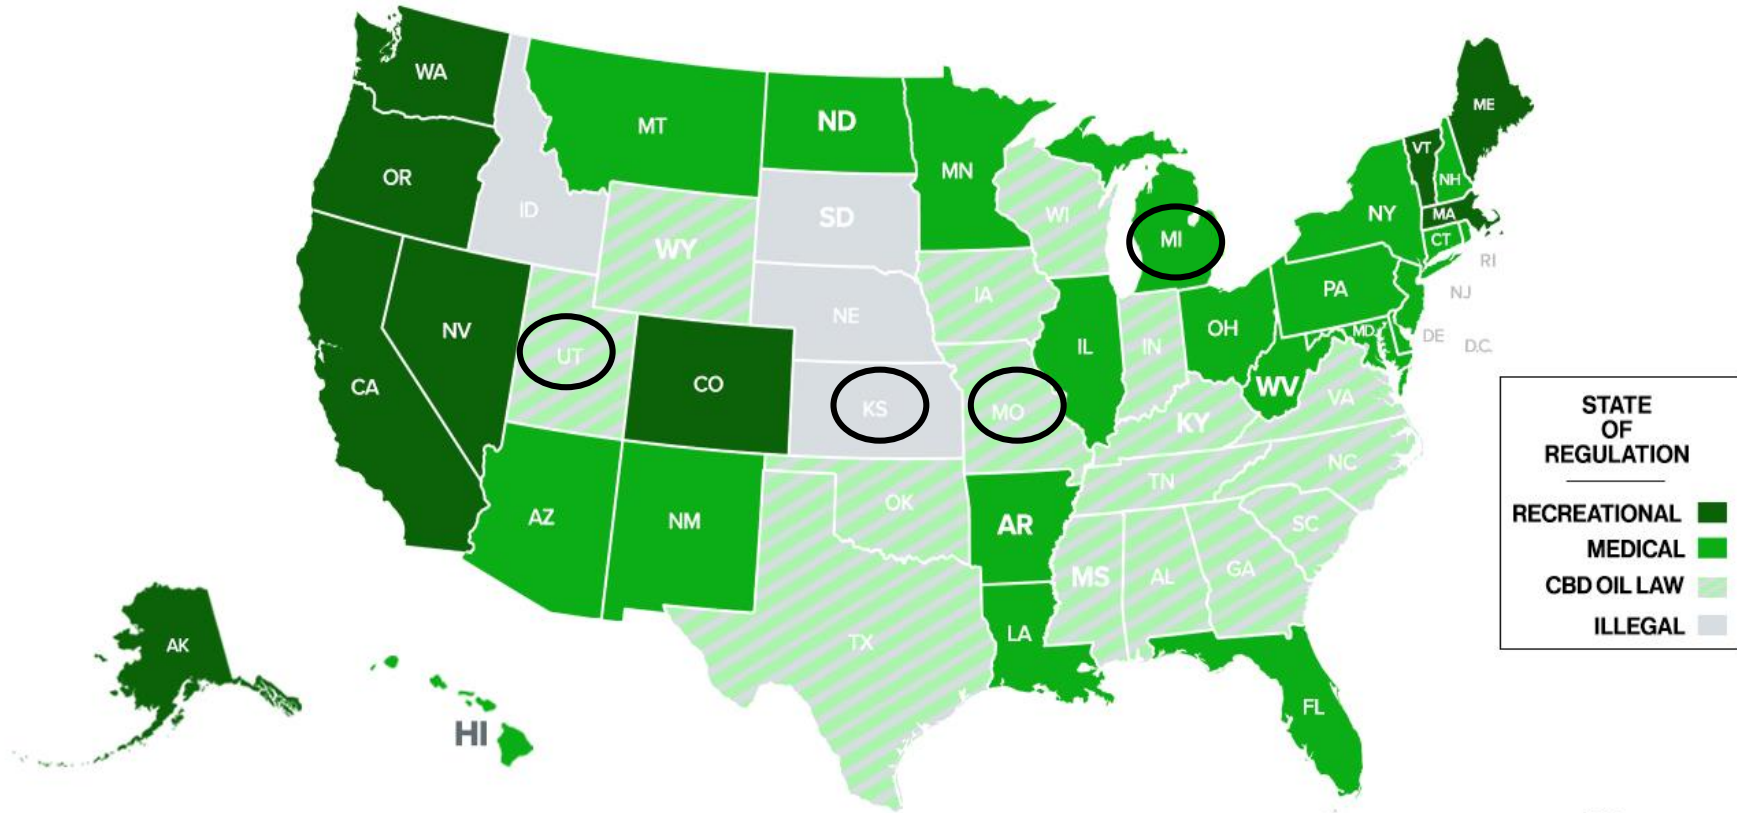 WA
MT
ND
MN
OR
ID
SD
WY
WI
MI
NY
VT
NH
ME
MA
CT
RI
NJ
PA
NV
UT
NE
IA
IL
IN
OH
MD
DE
D.C.
CA
CO
KS
MO
KY
WV
VA
AZ
NM
OK
AR
TN
NC
SC
MS
AL
GA
TX
LA
FL
AK
HI
STATE
OF
REGULATION
RECREATIONAL
MEDICAL
CBD OIL LAW
ILLEGAL